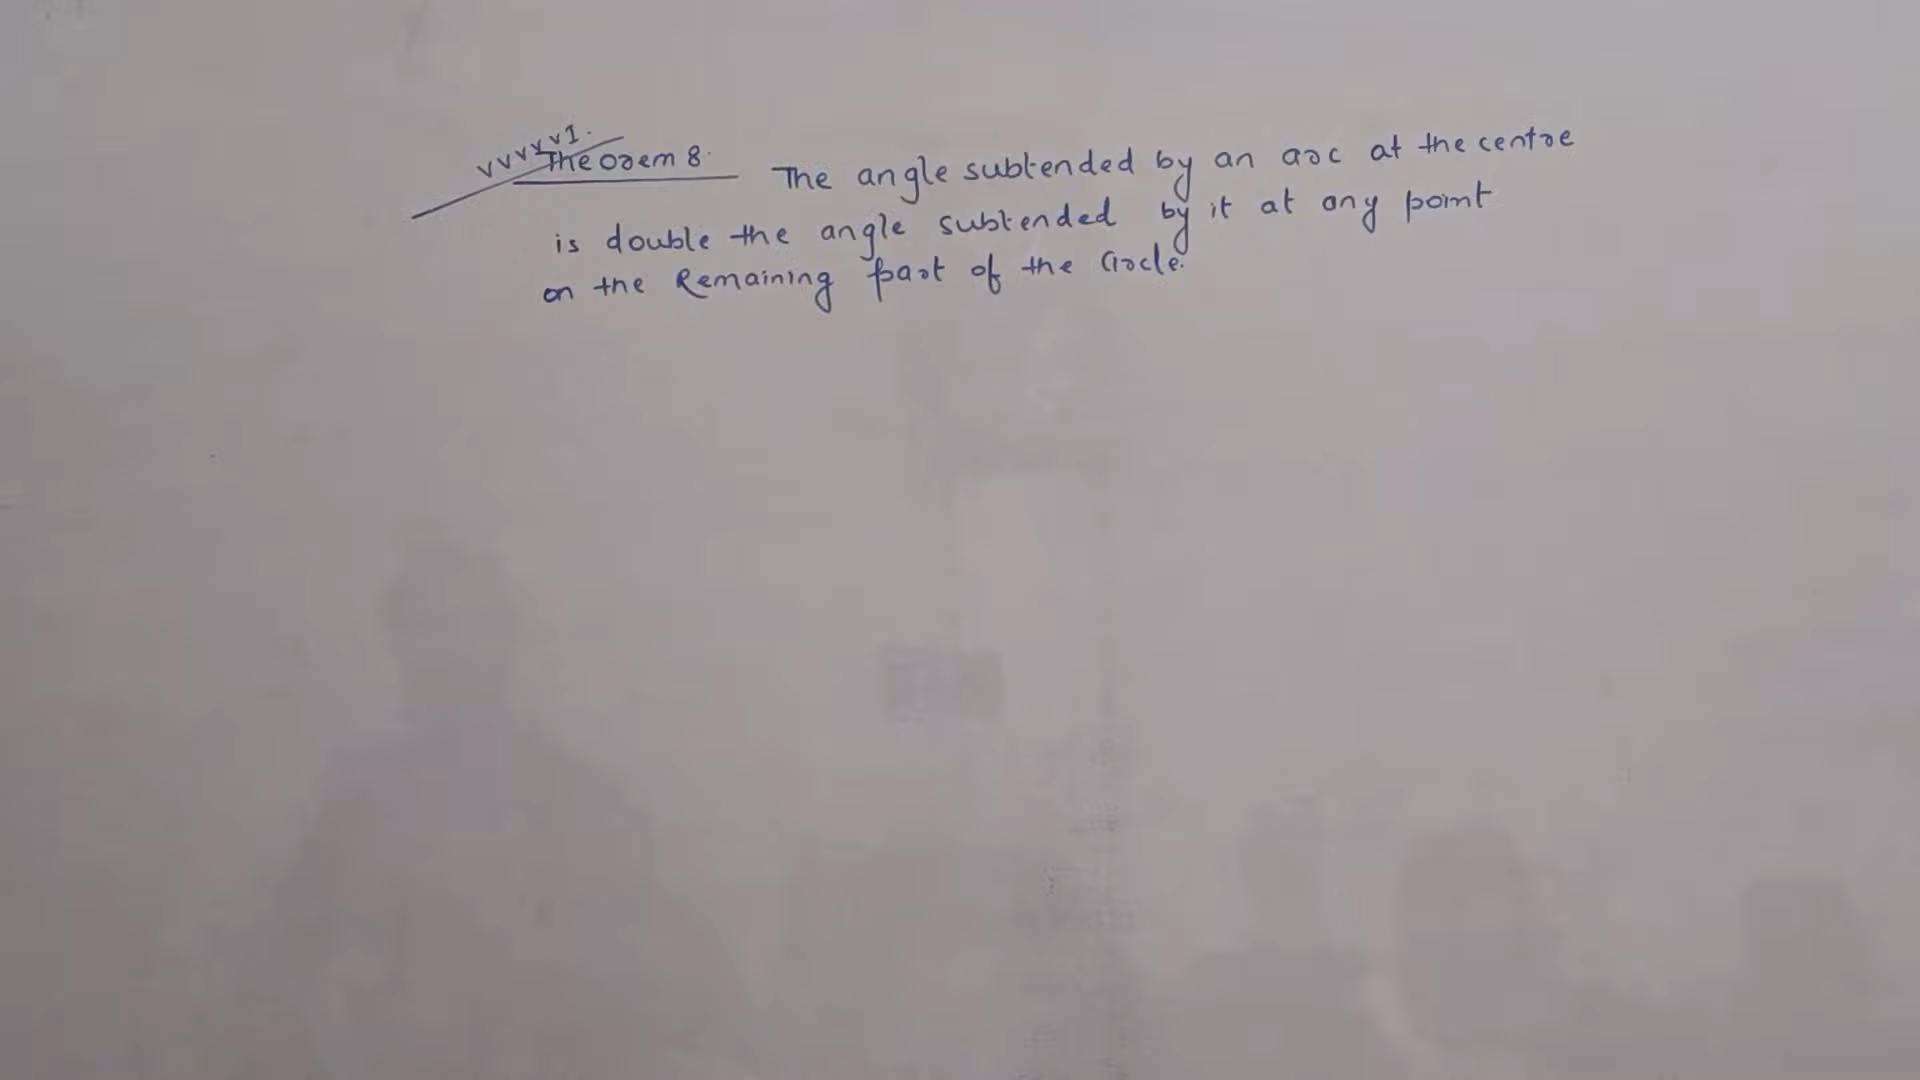 vvvvvI.
Theorem 8. The angle subtended by an arc at the centre
is double the angle subtended by it at any point
on the Remaining part of the Circle.